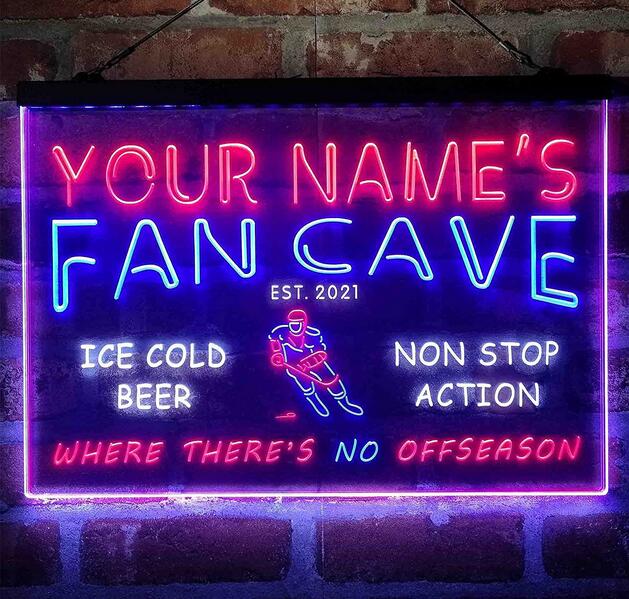 YOUR NAME'S
FAN CAVE
EST. 2021
ICE COLD
BEER
NON STOP
ACTION
WHERE THERE'S NO OFFSEASON